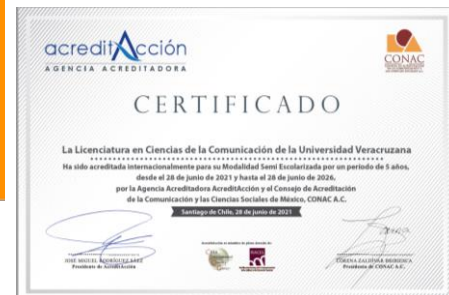 acreditAcción
AGENCIA ACREDITADORA
CONAC
CERTIFICADO
La Licenciatura en Ciencias de la Comunicación de la Universidad Veracruzana
Ha sido acreditada internacionalmente para su Modalidad Semi Escolarizada por un período de 5 años,
desde el 28 de junio de 2021 y hasta el 28 de junio de 2026,
por la Agencia Acreditadora AcreditAcción y el Consejo de Acreditación
de la Comunicación y las Ciencias Sociales de México, CONAC A.C.
Santiago de Chile, 28 de junio de 2021
Presidente de AcreditAcción
Presidente de CONAC A.C.